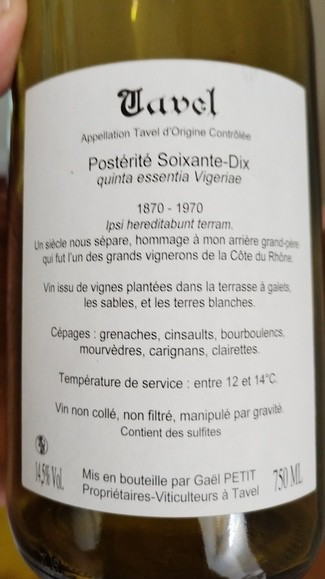 Tavel
Appellation Tavel d'Origine Contrôlée
Postérité Soixante-Dix
quinta essentia Vigeriae
1870 - 1970
Ipsi hereditabunt terram.
Un siècle nous sépare, hommage à mon arrière grand-père
qui fut l'un des grands vignerons de la Côte du Rhône.
Vin issu de vignes plantées dans la terrasse à galets,
les sables, et les terres blanches.
Cépages : grenaches, cinsaults, bourboulencs,
mourvèdres, carignans, clairettes.
Température de service : entre 12 et 14°C.
Vin non collé, non filtré, manipulé par gravité.
Contient des sulfites
14,5% Vol.
Mis en bouteille par Gaël PETIT
Propriétaires-Viticulteurs à Tavel
750 ML